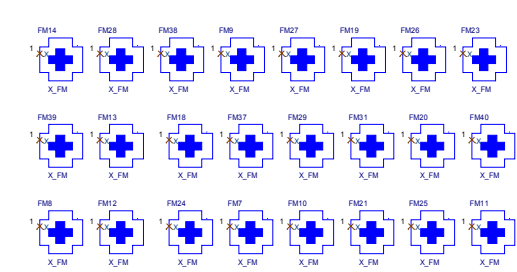 FM14 FM28 FM38 FM9 FM27 FM19 FM26 FM23
1 X 1 X 1 X 1 X 1 X 1 X 1 X 1 X
X_FM X_FM X_FM X_FM X_FM X_FM X_FM X_FM
FM39 FM13 FM18 FM37 FM29 FM31 FM20 FM40
1 X 1 X 1 X 1 X 1 X 1 X 1 X 1 X
X_FM X_FM X_FM X_FM X_FM X_FM X_FM X_FM
FM8 FM12 FM24 FM7 FM10 FM21 FM25 FM11
1 X 1 X 1 X 1 X 1 X 1 X 1 X 1 X
X_FM X_FM X_FM X_FM X_FM X_FM X_FM X_FM